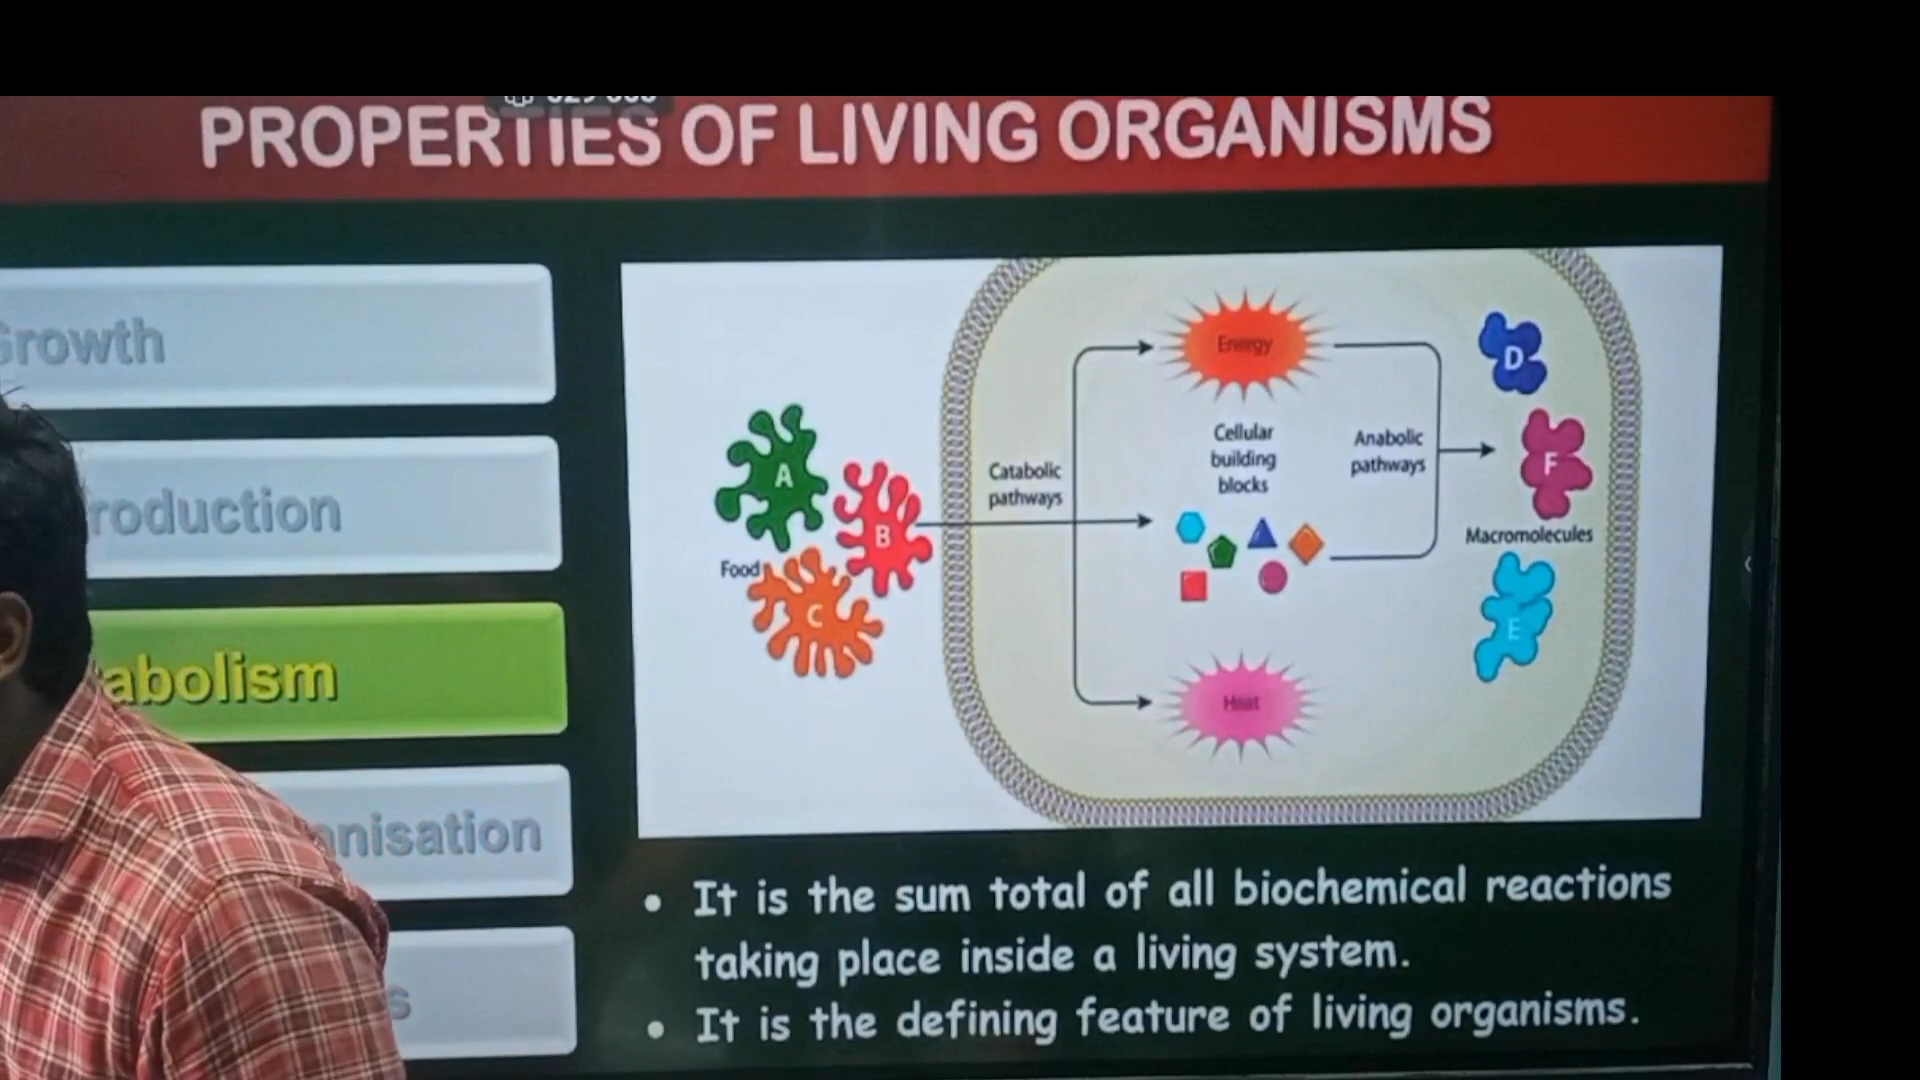 PROPERTIES OF LIVING ORGANISMS
Growth
roduction
abolism
anisation
s
Energy
Cellular
building
blocks
Catabolic
pathways
Anabolic
pathways
Food
A
B
C
D
F
Macromolecules
E
Heat
• It is the sum total of all biochemical reactions
taking place inside a living system.
• It is the defining feature of living organisms.